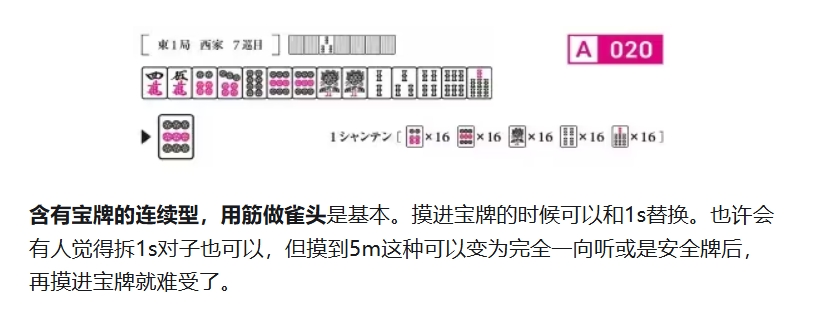 [ 東1局 西家 7巡目 ]
A 020
四萬 伍萬
1シャンテン [ ×16 ×16 ×16 ×16 ×16 ]
含有宝牌的连续型，用筋做雀头是基本。摸进宝牌的时候可以和1s替换。也许会
有人觉得拆1s对子也可以，但摸到5m这种可以变为完全一向听或是安全牌后，
再摸进宝牌就难受了。